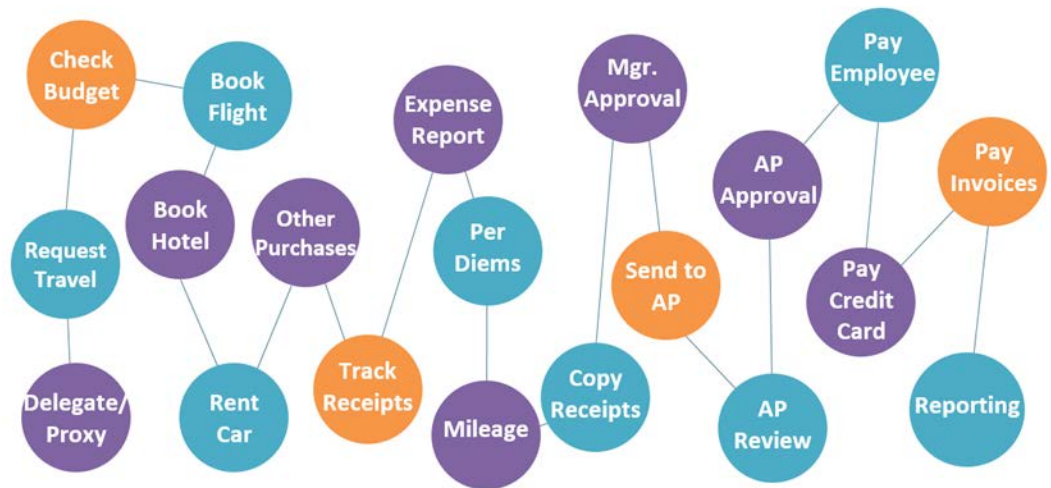 Delegate/
Proxy
Request
Travel
Check
Budget
Book
Flight
Book
Hotel
Rent
Car
Other
Purchases
Track
Receipts
Expense
Report
Per
Diems
Mileage
Copy
Receipts
Mgr.
Approval
Send to
AP
AP
Review
AP
Approval
Pay
Employee
Pay
Credit
Card
Pay
Invoices
Reporting